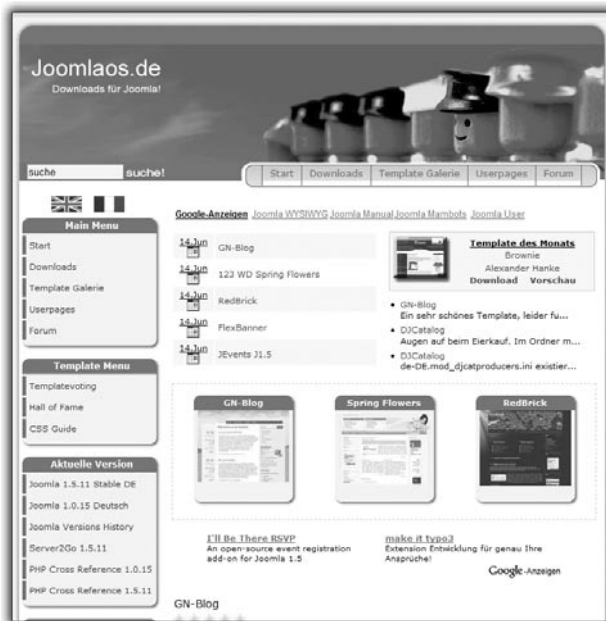 Joomlaos.de
Downloads für Joomla!
suche suche!
Start Downloads Template Galerie Userpages Forum
Main Menu
Start
Downloads
Template Galerie
Userpages
Forum
Template Menu
Templatevoting
Hall of Fame
CSS Guide
Aktuelle Version
Joomla 1.5.11 Stable DE
Joomla 1.0.15 Deutsch
Joomla Versions History
Server2Go 1.5.11
PHP Cross Reference 1.0.15
PHP Cross Reference 1.5.11
Google-Anzeigen Joomla WYSIWYG Joomla Manual Joomla Mambots Joomla User
14.Jun GN-Blog
14.Jun 123 WD Spring Flowers
14.Jun RedBrick
14.Jun FlexBanner
14.Jun JEvents J1.5
Template des Monats
Brownie
Alexander Hanke
Download Vorschau
GN-Blog
Ein sehr schönes Template, leider fu...
DJCatalog
Augen auf beim Eierkauf. Im Ordner m...
DJCatalog
de-DE.mod_djcatproducers.ini existier...
GN-Blog Spring Flowers RedBrick
I'll Be There RSVP
An open-source event registration
add-on for Joomla 1.5
make it typo3
Extension Entwicklung für genau Ihre
Ansprüche!
Google-Anzeigen
GN-Blog